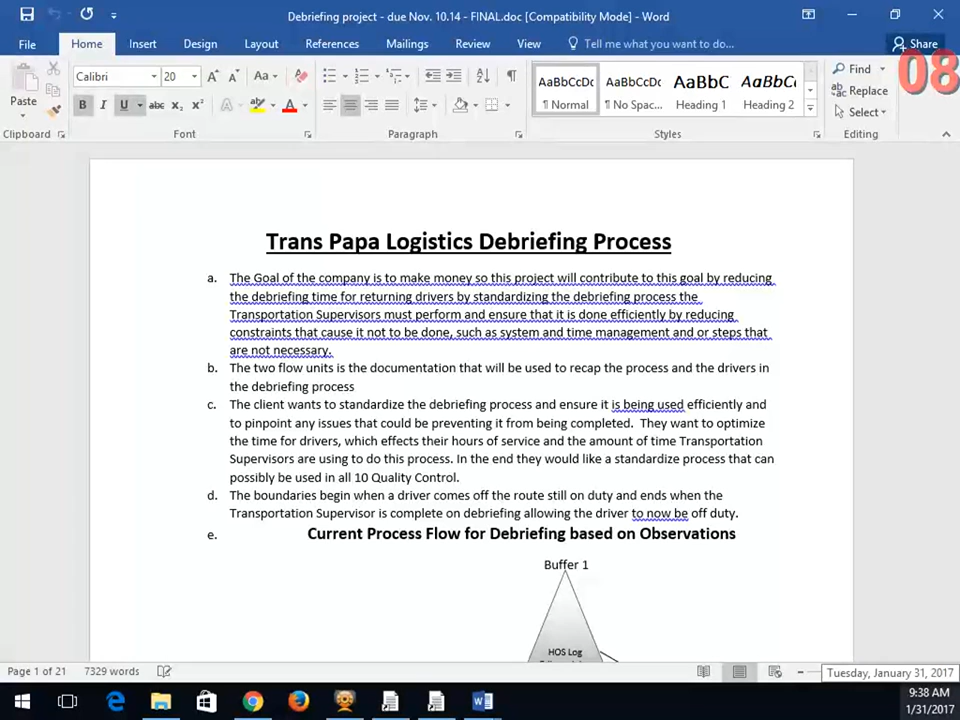 Debriefing project - due Nov. 10.14 - FINAL.doc [Compatibility Mode] - Word
File Home Insert Design Layout References Mailings Review View Tell me what you want to do... Share
08
Paste
Calibri 20 Aa
B I U abc x₂ x² A A
¶
AaBbCcDc AaBbCcDc AaBbC AaBbCc
¶ Normal ¶ No Spac... Heading 1 Heading 2
Find
Replace
Select
Clipboard Font Paragraph Styles Editing
Trans Papa Logistics Debriefing Process
a. The Goal of the company is to make money so this project will contribute to this goal by reducing
the debriefing time for returning drivers by standardizing the debriefing process the
Transportation Supervisors must perform and ensure that it is done efficiently by reducing
constraints that cause it not to be done, such as system and time management and or steps that
are not necessary.
b. The two flow units is the documentation that will be used to recap the process and the drivers in
the debriefing process
c. The client wants to standardize the debriefing process and ensure it is being used efficiently and
to pinpoint any issues that could be preventing it from being completed. They want to optimize
the time for drivers, which effects their hours of service and the amount of time Transportation
Supervisors are using to do this process. In the end they would like a standardize process that can
possibly be used in all 10 Quality Control.
d. The boundaries begin when a driver comes off the route still on duty and ends when the
Transportation Supervisor is complete on debriefing allowing the driver to now be off duty.
e. Current Process Flow for Debriefing based on Observations
Buffer 1
HOS Log
Page 1 of 21 7329 words
Tuesday, January 31, 2017
9:38 AM
1/31/2017